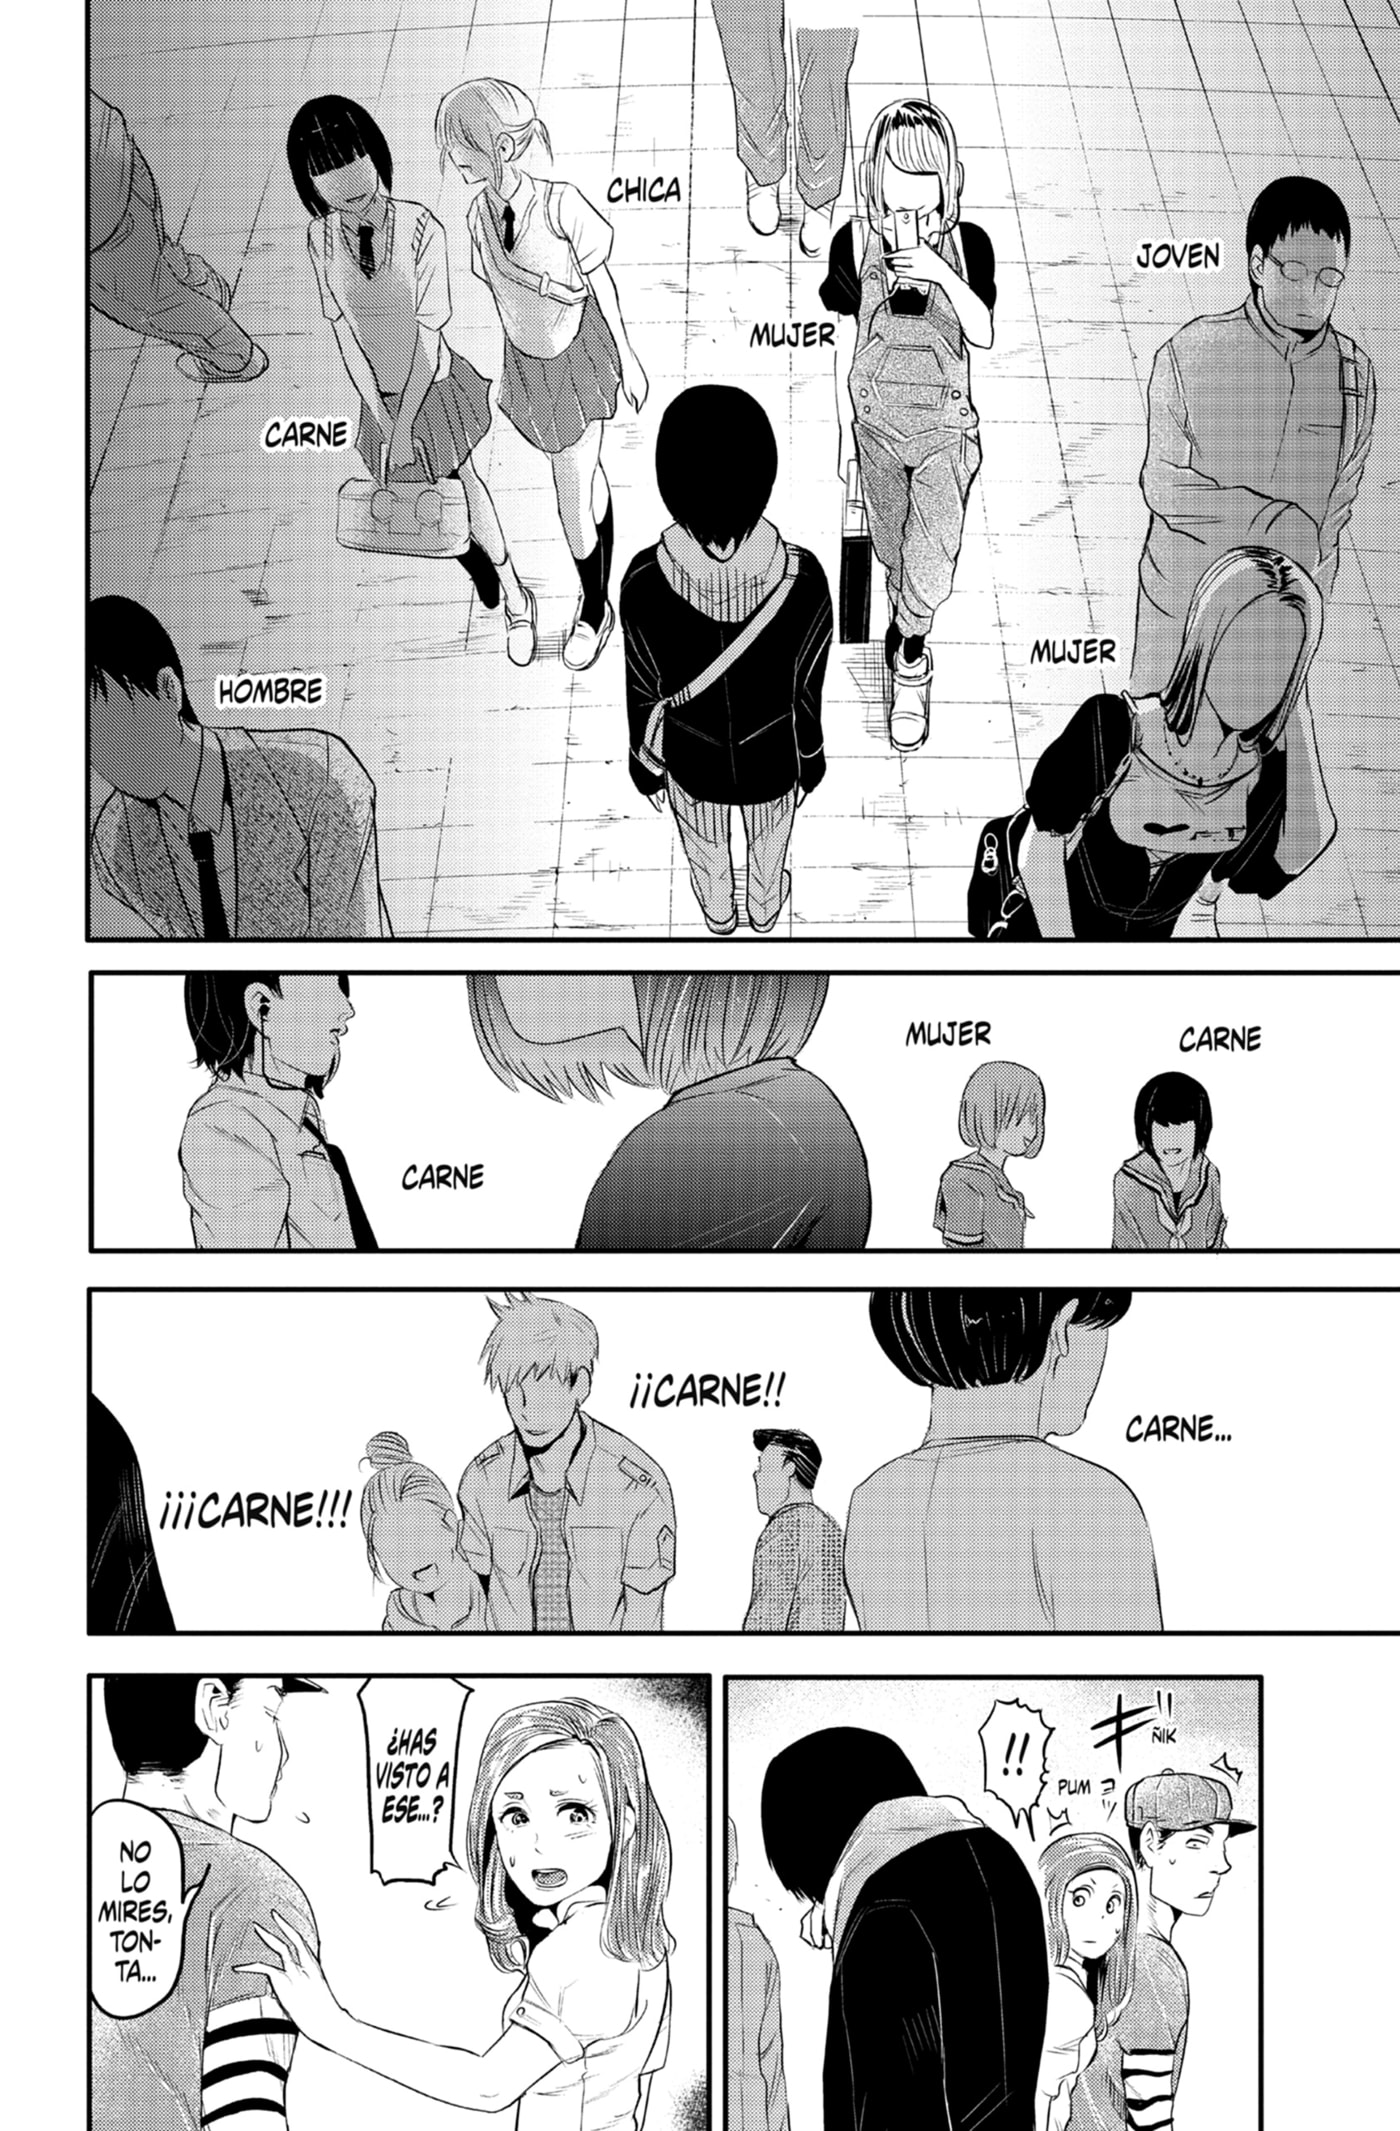 JOVEN
CHICA
MUJER
CARNE
MUJER
HOMBRE
CARNE
MUJER
CARNE
CARNE...
¡¡CARNE!!
¡¡¡CARNE!!!
ギ
ÑIK
PUM
!!
¿HAS
VISTO A
ESE...?
NO
LO
MIRES,
TON-
TA...